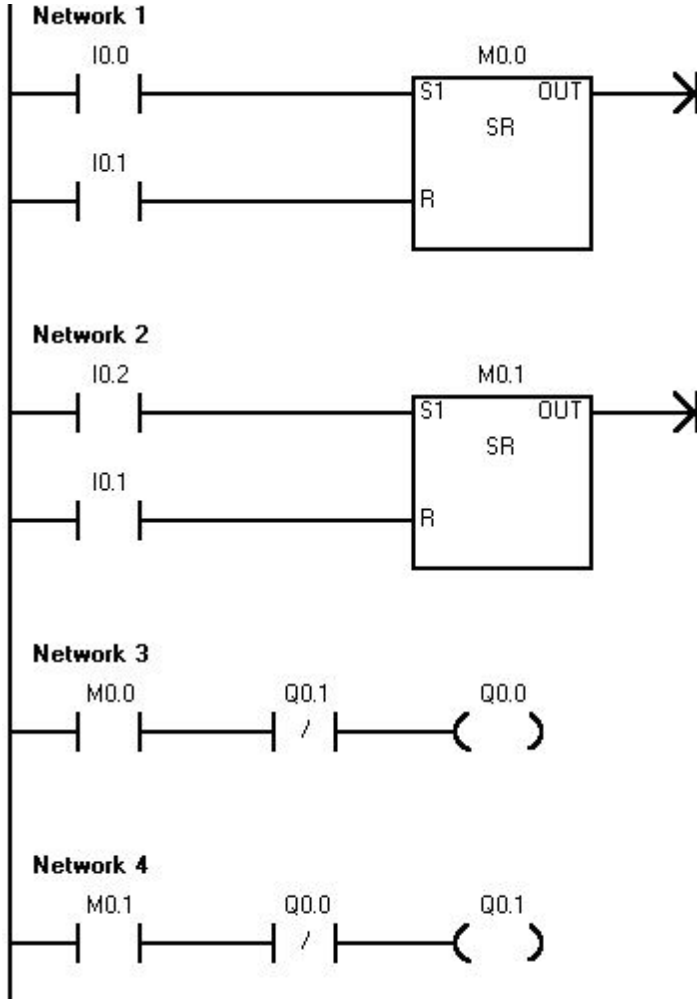 Network 1
I0.0 M0.0
S1 OUT
SR
I0.1
R
Network 2
I0.2 M0.1
S1 OUT
SR
I0.1
R
Network 3
M0.0 Q0.1 Q0.0
/
Network 4
M0.1 Q0.0 Q0.1
/